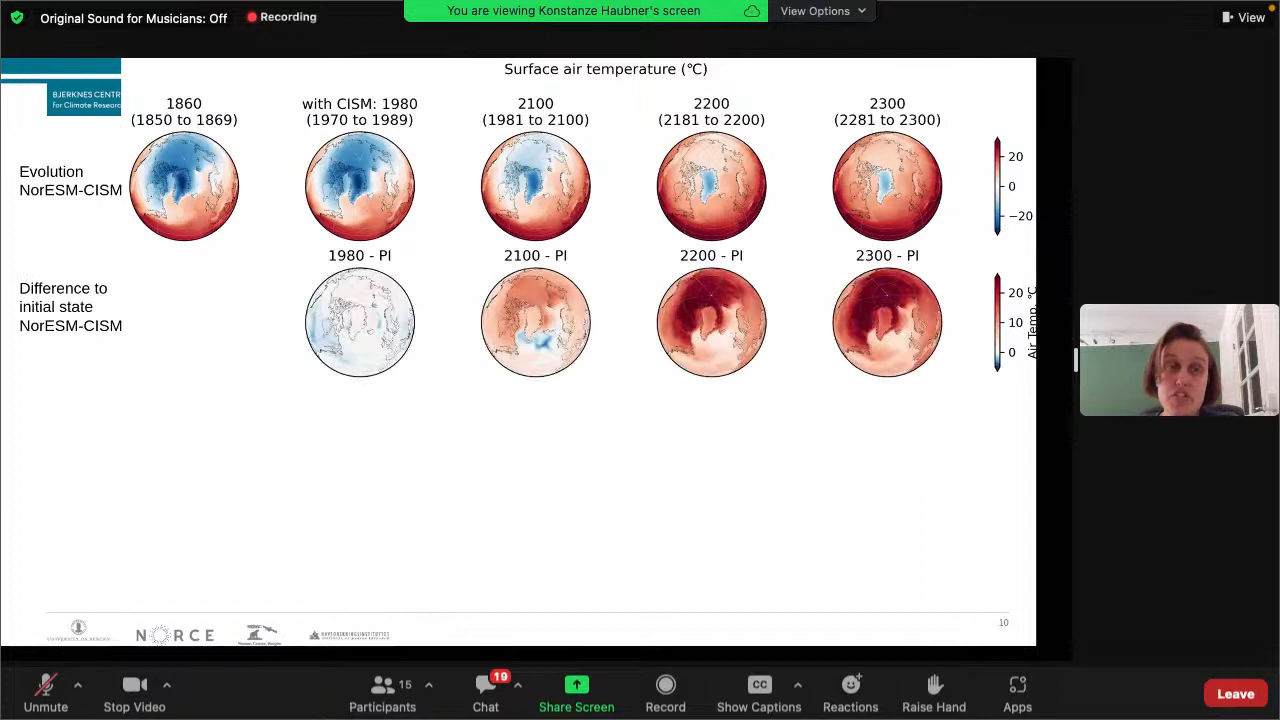 Original Sound for Musicians: Off
Recording
You are viewing Konstanze Haubner's screen
View Options
View
BJERKNES CENTR
for Climate Researc
Surface air temperature (°C)
1860
(1850 to 1869)
with CISM: 1980
(1970 to 1989)
2100
(1981 to 2100)
2200
(2181 to 2200)
2300
(2281 to 2300)
Evolution
NorESM-CISM
20
0
−20
1980 - PI
2100 - PI
2200 - PI
2300 - PI
Difference to
initial state
NorESM-CISM
20
10
0
Air Temp, °C
NORCE
10
Unmute
Stop Video
15
Participants
19
Chat
Share Screen
Record
CC
Show Captions
Reactions
Raise Hand
Apps
Leave